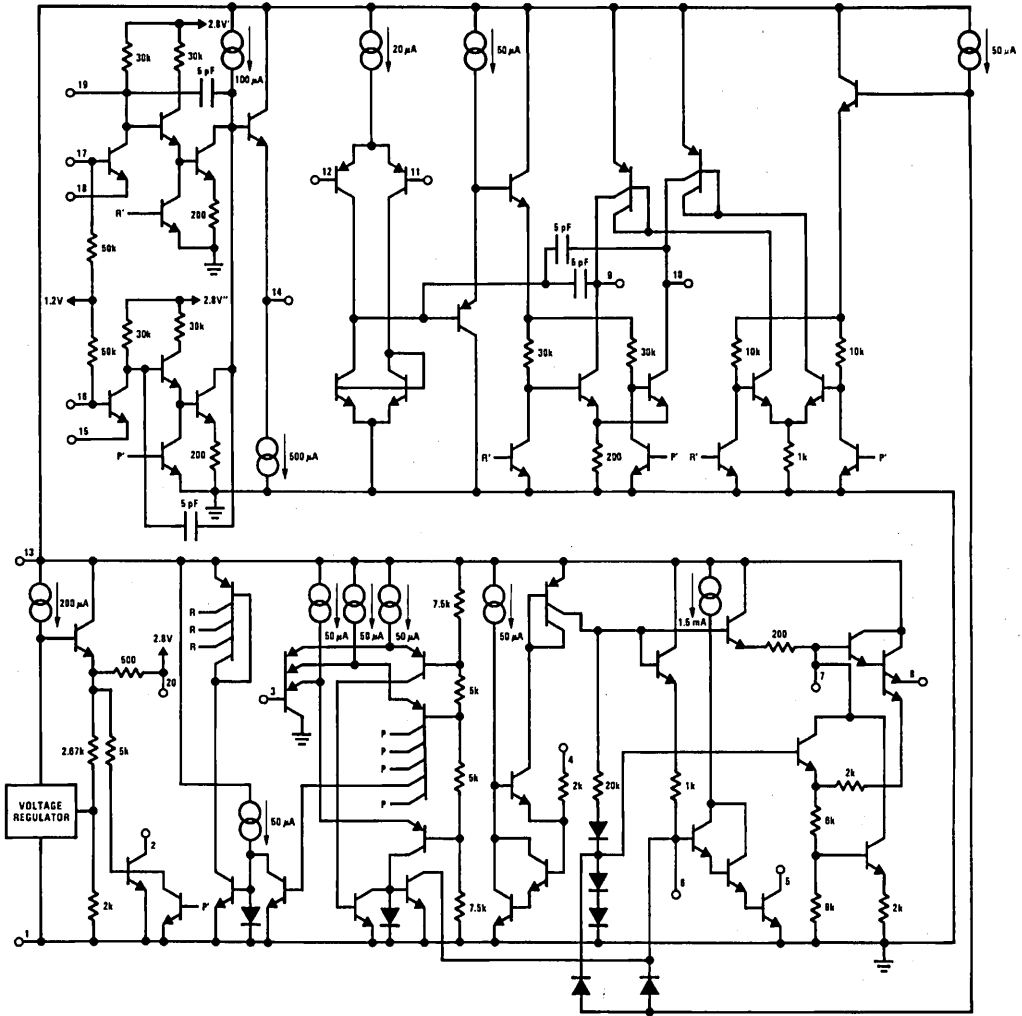 2.8V'
30k
30k
5 pF
100 µA
20 µA
50 µA
50 µA
19
17
18
R'
200
12
11
50k
5 pF
5 pF
9
10
14
1.2V
2.8V"
30k
30k
50k
30k
30k
10k
10k
16
15
P'
200
500 µA
R'
200
P'
R'
1k
P'
5 pF
13
200 µA
2.8V
500
20
R
R
R
50 µA
50 µA
50 µA
7.5k
50 µA
1.5 mA
200
7
8
3
5k
2.67k
5k
P
P
P
P
5k
4
2k
20k
1k
2k
6k
VOLTAGE
REGULATOR
50 µA
2
6
5
2k
P'
7.5k
9k
2k
1